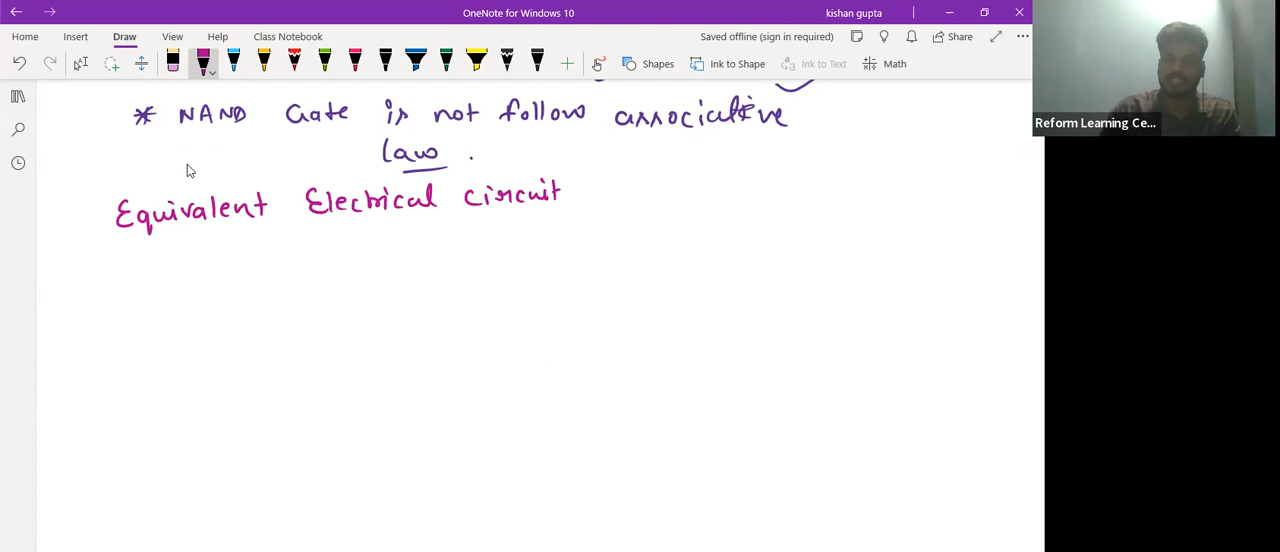 OneNote for Windows 10
kishan gupta
Home Insert Draw View Help Class Notebook
Saved offline (sign in required)
Share
Shapes
Ink to Shape
Ink to Text
Math
Reform Learning Ce...
* NAND Gate is not follow associative
law.
Equivalent Electrical circuit